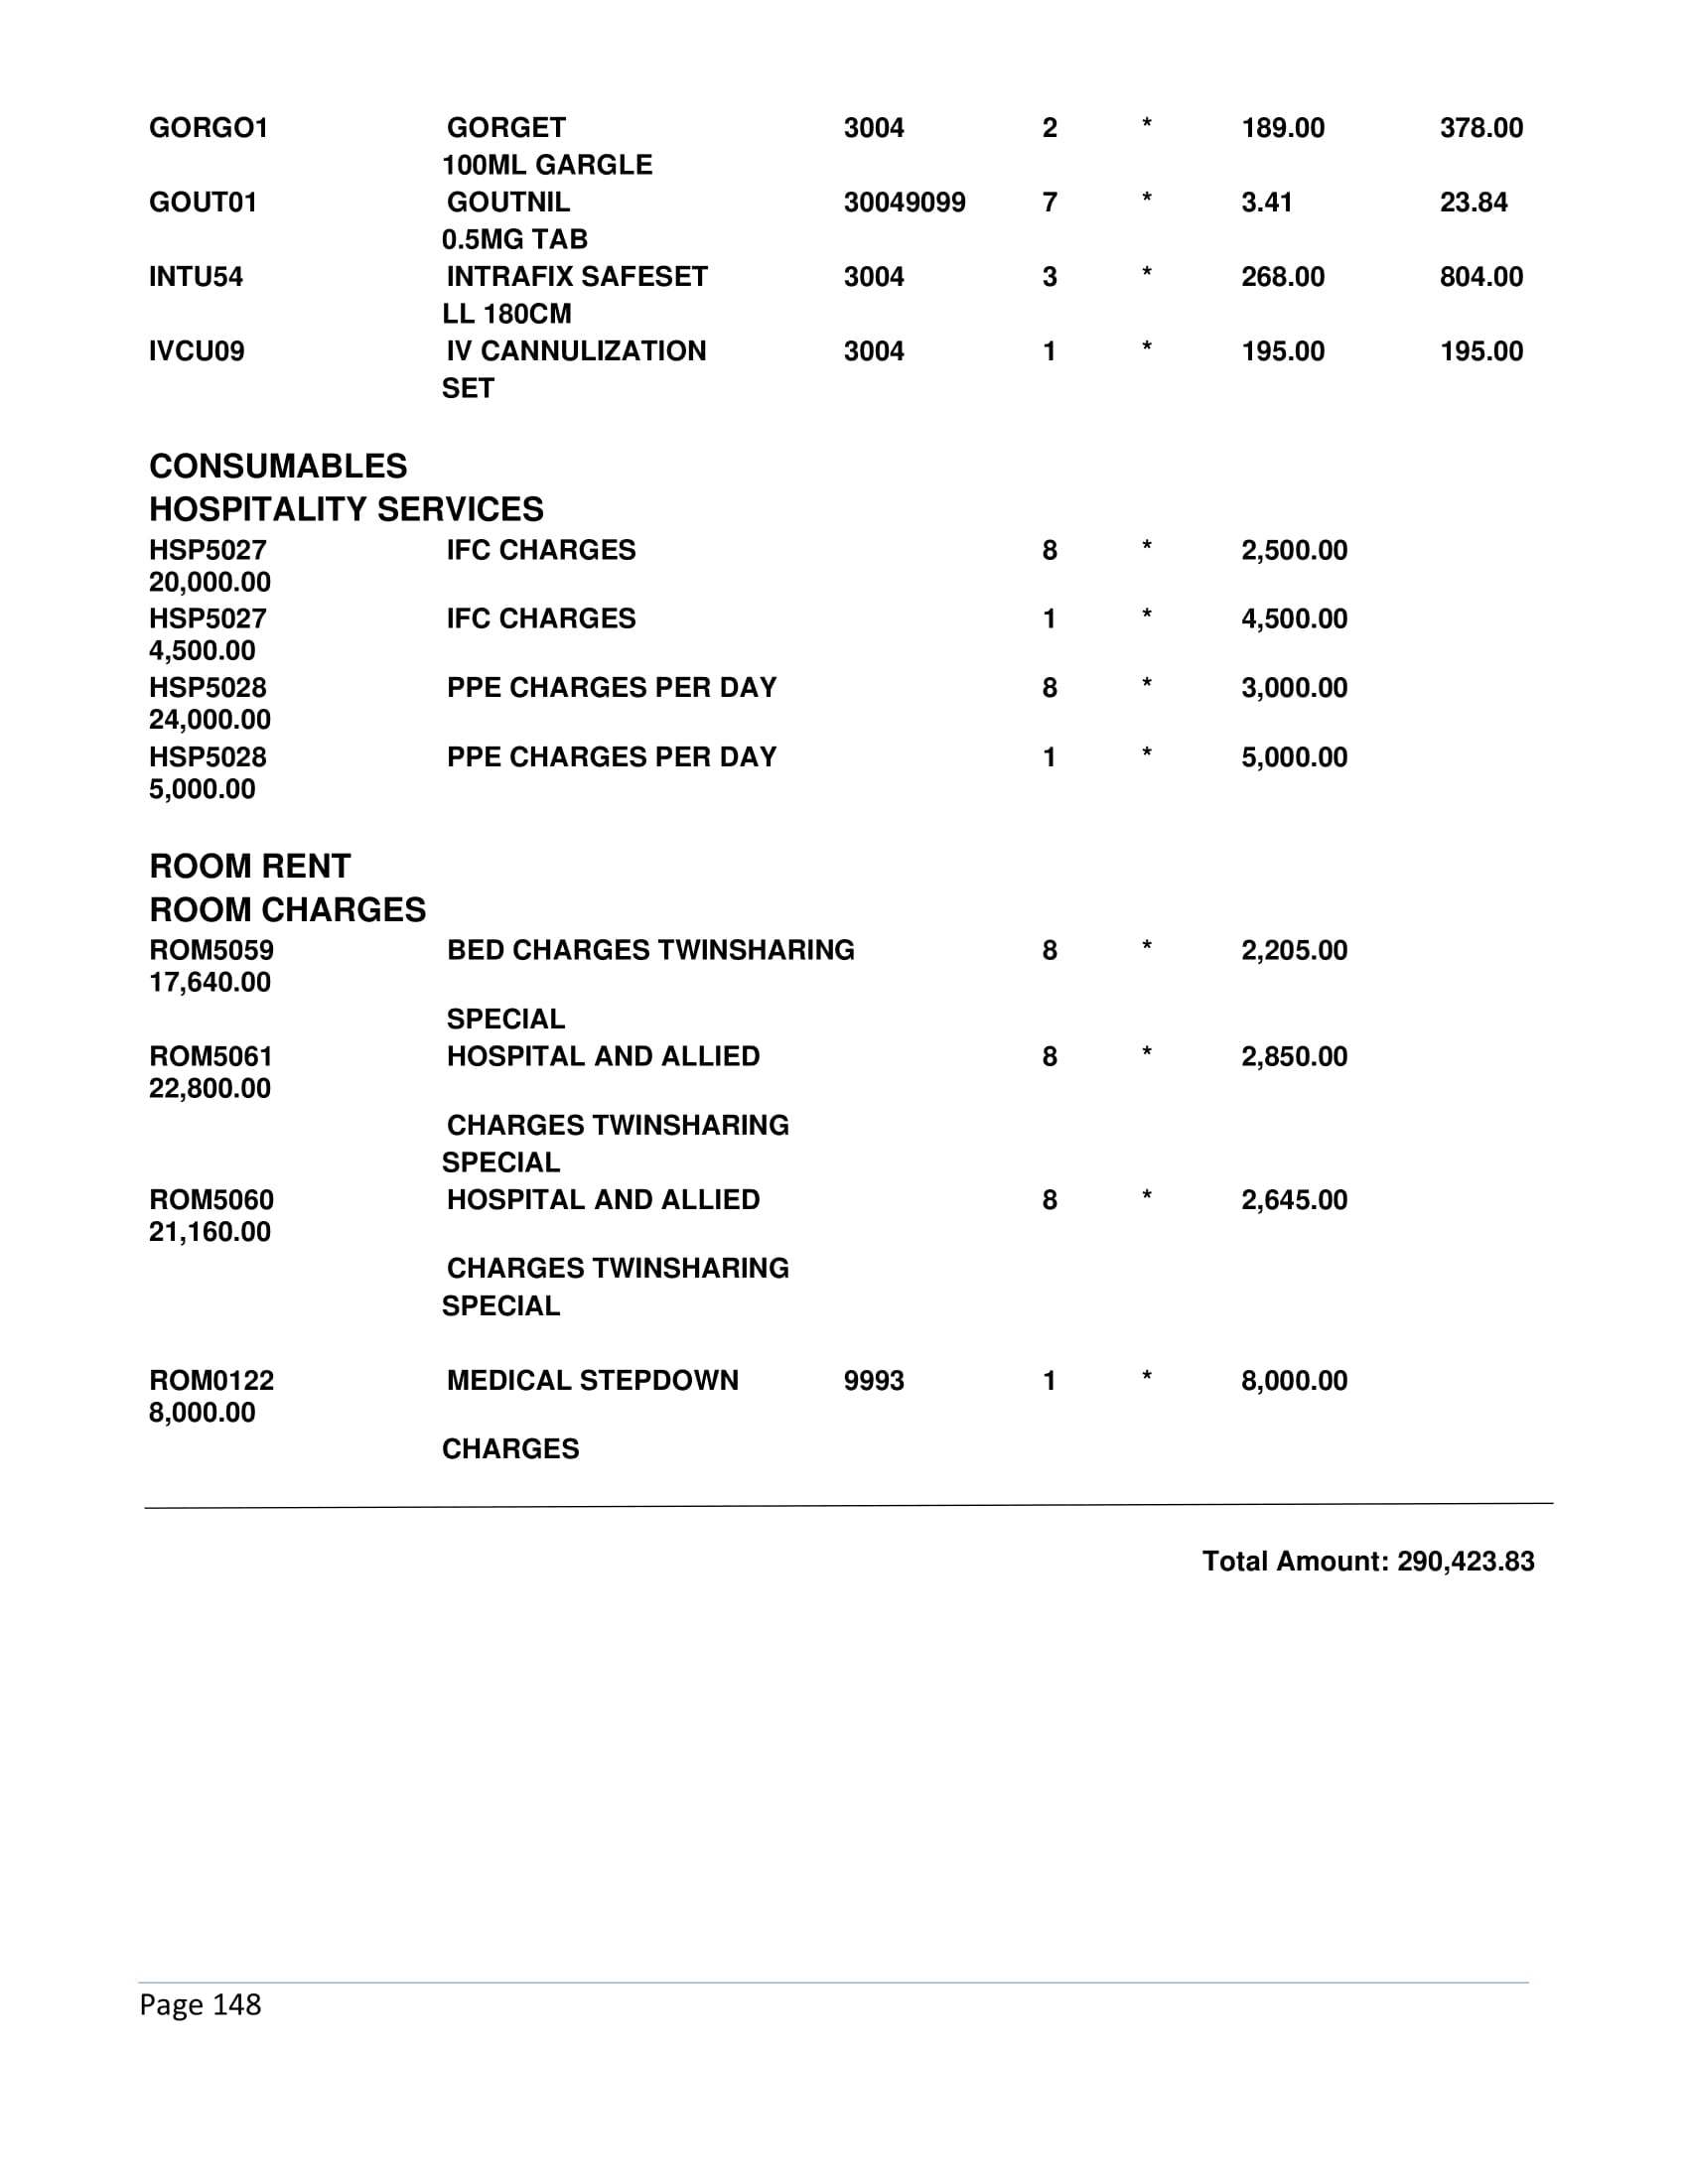 GORGO1 GORGET 3004 2 * 189.00 378.00
100ML GARGLE
GOUT01 GOUTNIL 30049099 7 * 3.41 23.84
0.5MG TAB
INTU54 INTRAFIX SAFESET 3004 3 * 268.00 804.00
LL 180CM
IVCU09 IV CANNULIZATION 3004 1 * 195.00 195.00
SET
CONSUMABLES
HOSPITALITY SERVICES
HSP5027 IFC CHARGES 8 * 2,500.00
20,000.00
HSP5027 IFC CHARGES 1 * 4,500.00
4,500.00
HSP5028 PPE CHARGES PER DAY 8 * 3,000.00
24,000.00
HSP5028 PPE CHARGES PER DAY 1 * 5,000.00
5,000.00
ROOM RENT
ROOM CHARGES
ROM5059 BED CHARGES TWINSHARING 8 * 2,205.00
17,640.00
SPECIAL
ROM5061 HOSPITAL AND ALLIED 8 * 2,850.00
22,800.00
CHARGES TWINSHARING
SPECIAL
ROM5060 HOSPITAL AND ALLIED 8 * 2,645.00
21,160.00
CHARGES TWINSHARING
SPECIAL
ROM0122 MEDICAL STEPDOWN 9993 1 * 8,000.00
8,000.00
CHARGES
Total Amount: 290,423.83
Page 148